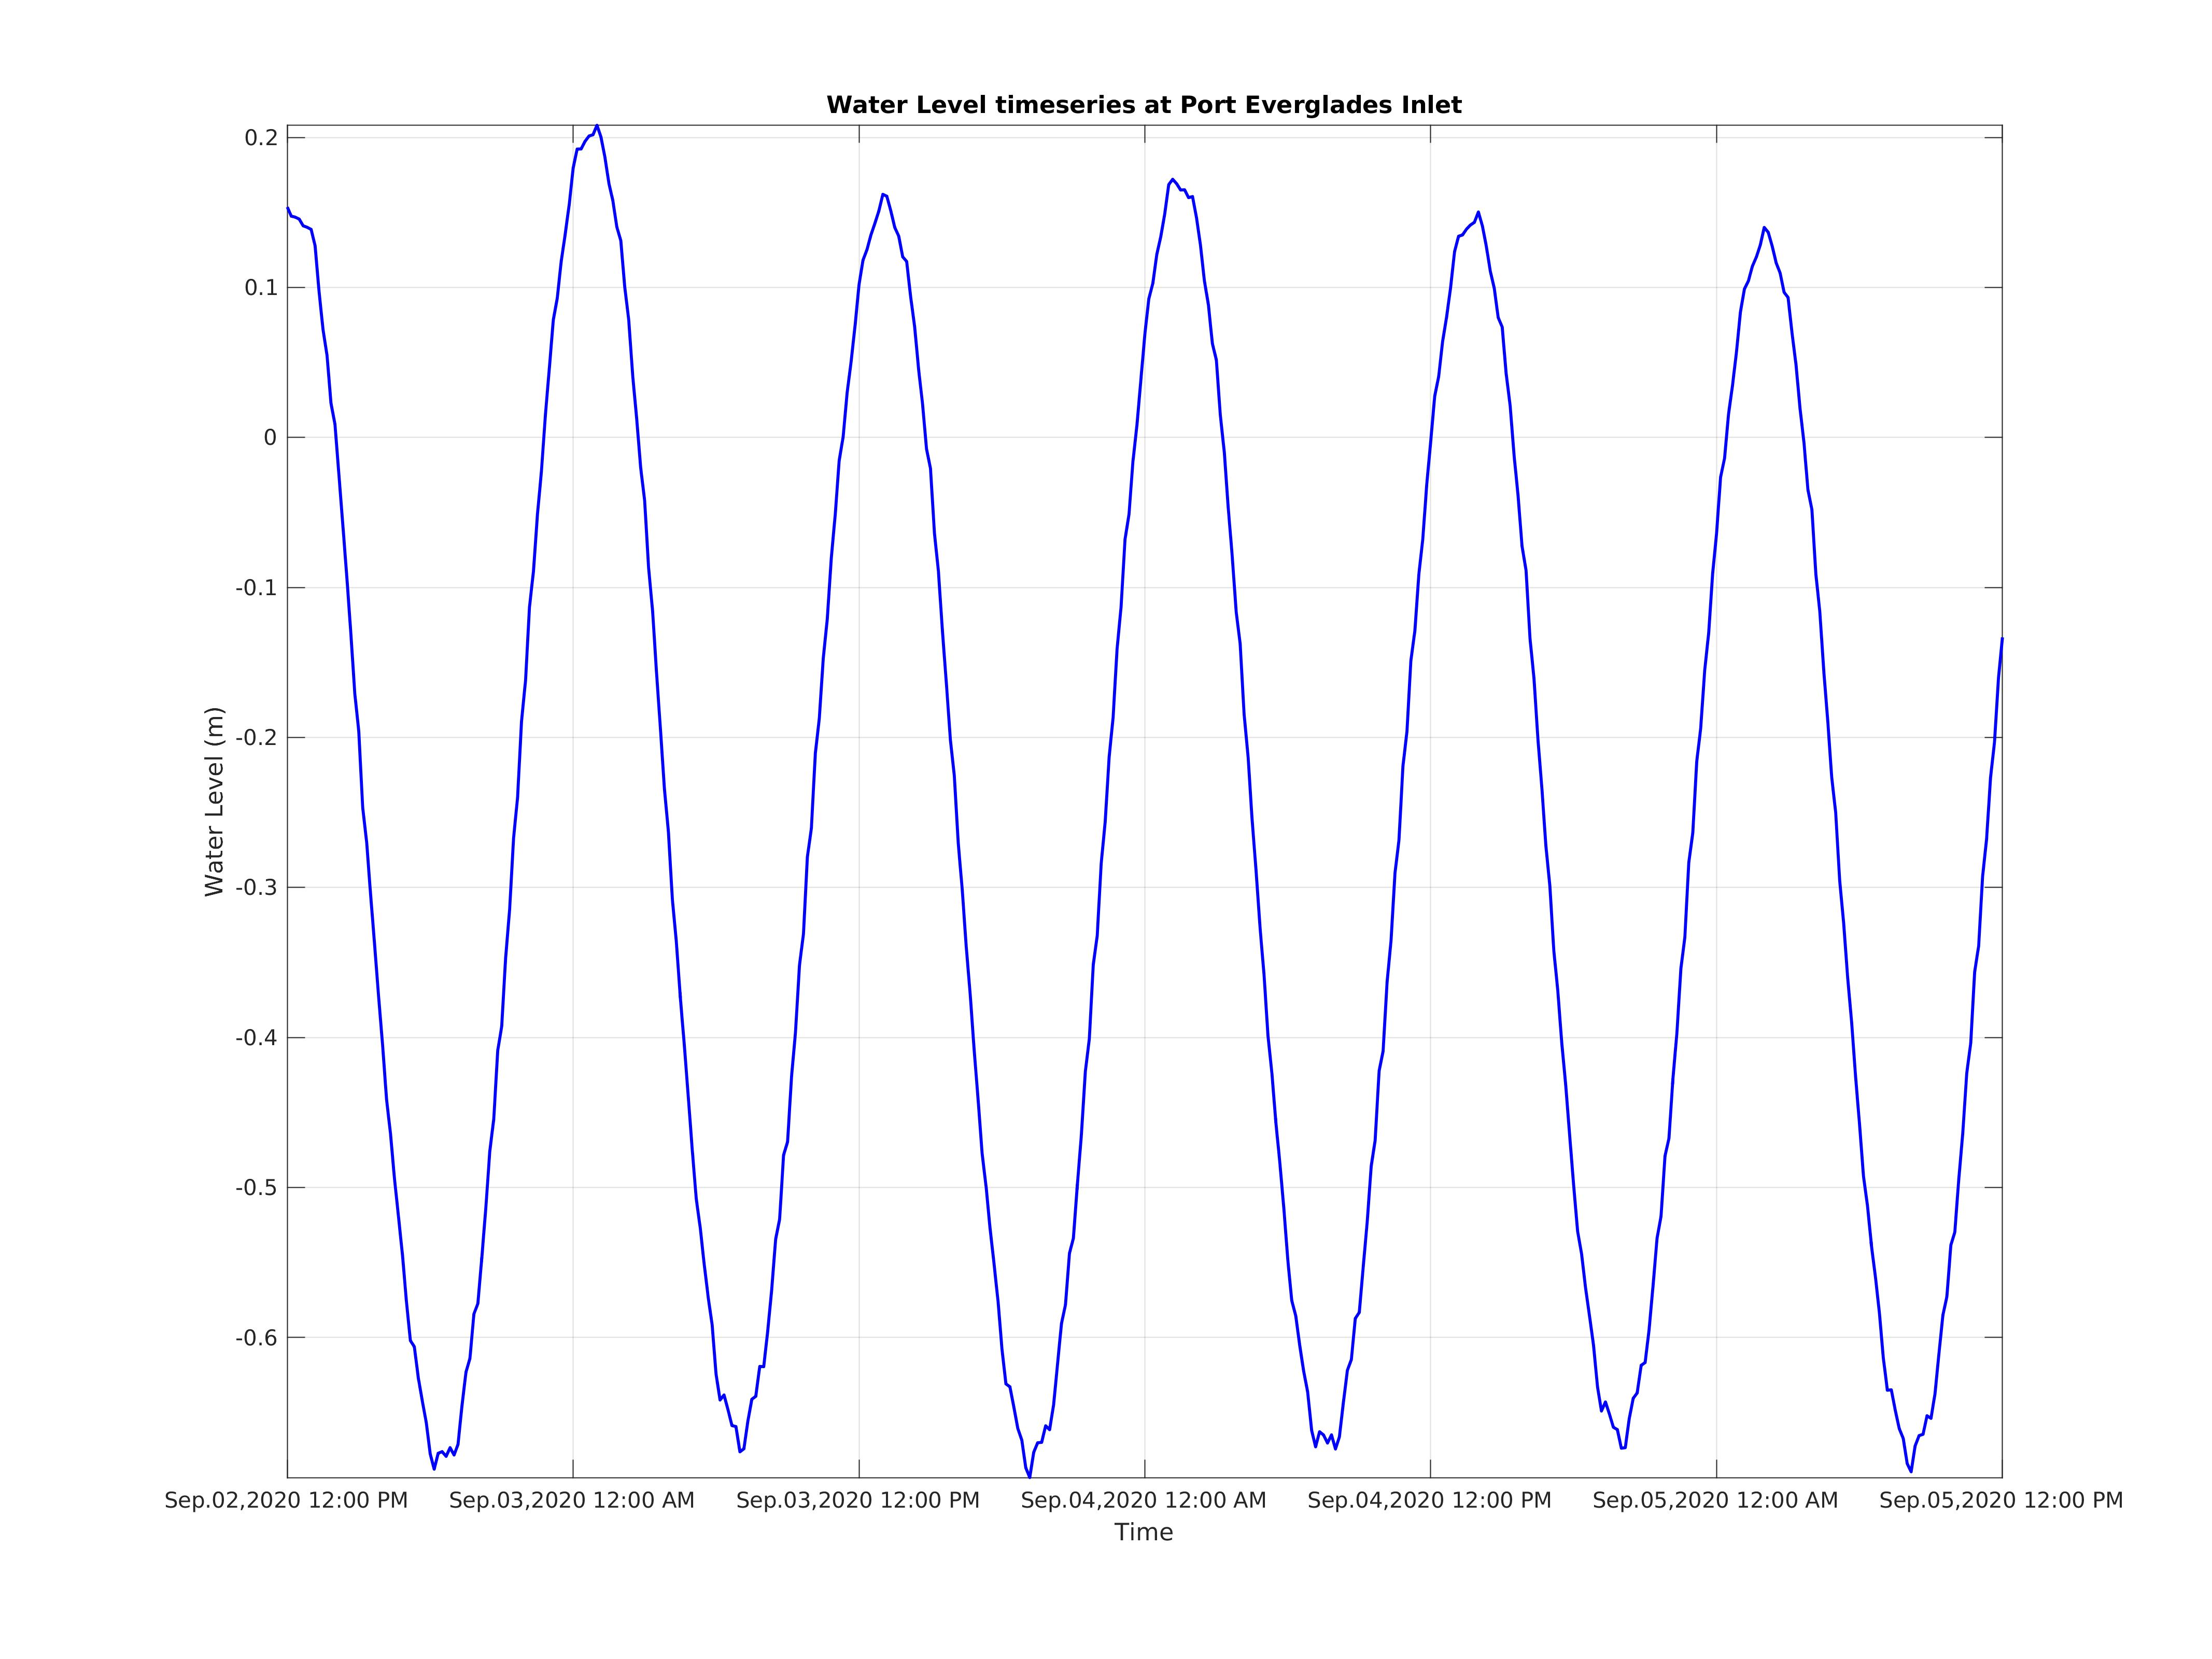 Water Level timeseries at Port Everglades Inlet
0.2
0.1
0
-0.1
-0.2
-0.3
-0.4
-0.5
-0.6
Water Level (m)
Sep.02,2020 12:00 PM Sep.03,2020 12:00 AM Sep.03,2020 12:00 PM Sep.04,2020 12:00 AM Sep.04,2020 12:00 PM Sep.05,2020 12:00 AM Sep.05,2020 12:00 PM
Time